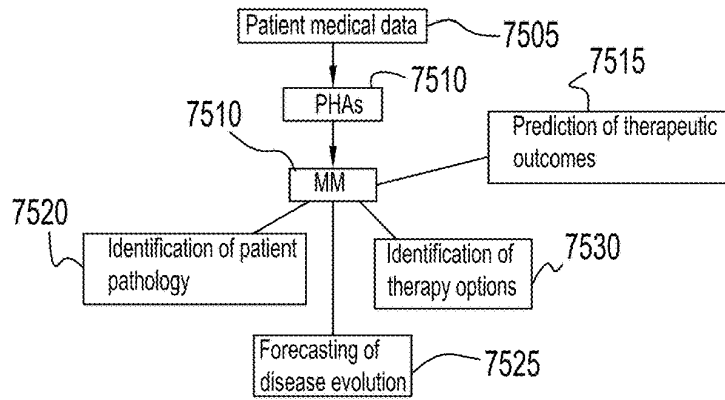 Patient medical data
7505
7510
PHAs
7515
7510
Prediction of therapeutic
outcomes
MM
7520
Identification of patient
pathology
Identification of
therapy options
7530
Forecasting of
disease evolution
7525